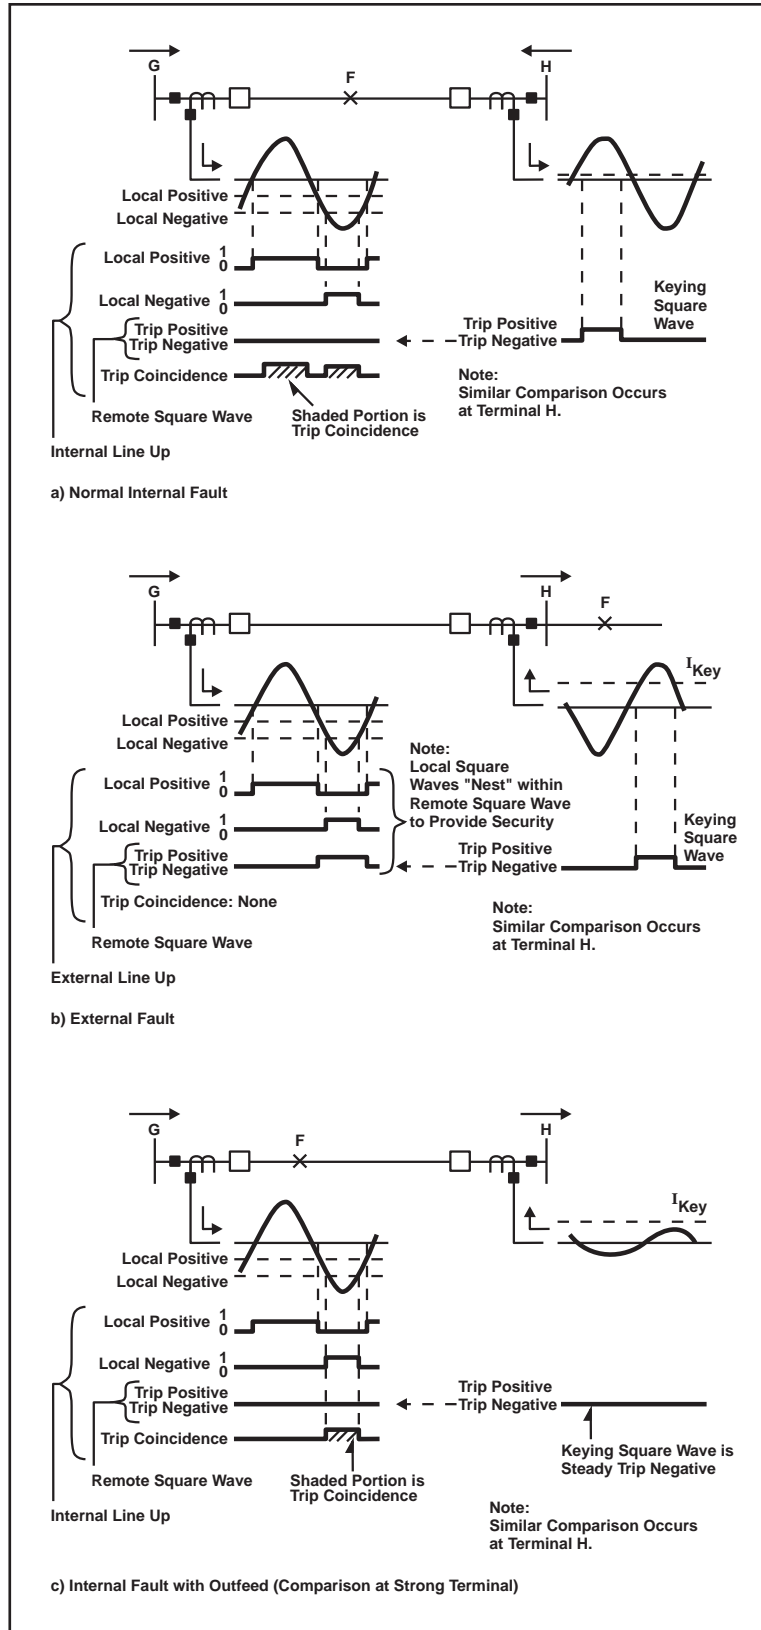 G
F
H
Local Positive
Local Negative
Local Positive 1
0
Local Negative 1
0
Trip Positive
Trip Negative
Trip Coincidence
Remote Square Wave
Internal Line Up
Shaded Portion is
Trip Coincidence
Trip Positive
Trip Negative
Keying
Square
Wave
Note:
Similar Comparison Occurs
at Terminal H.
a) Normal Internal Fault
G
H
F
IKey
Local Positive
Local Negative
Local Positive 1
0
Local Negative 1
0
Trip Positive
Trip Negative
Trip Coincidence: None
Remote Square Wave
External Line Up
Note:
Local Square
Waves "Nest" within
Remote Square Wave
to Provide Security
Trip Positive
Trip Negative
Keying
Square
Wave
Note:
Similar Comparison Occurs
at Terminal H.
b) External Fault
G
F
H
IKey
Local Positive
Local Negative
Local Positive 1
0
Local Negative 1
0
Trip Positive
Trip Negative
Trip Coincidence
Remote Square Wave
Internal Line Up
Shaded Portion is
Trip Coincidence
Trip Positive
Trip Negative
Keying Square Wave is
Steady Trip Negative
Note:
Similar Comparison Occurs
at Terminal H.
c) Internal Fault with Outfeed (Comparison at Strong Terminal)